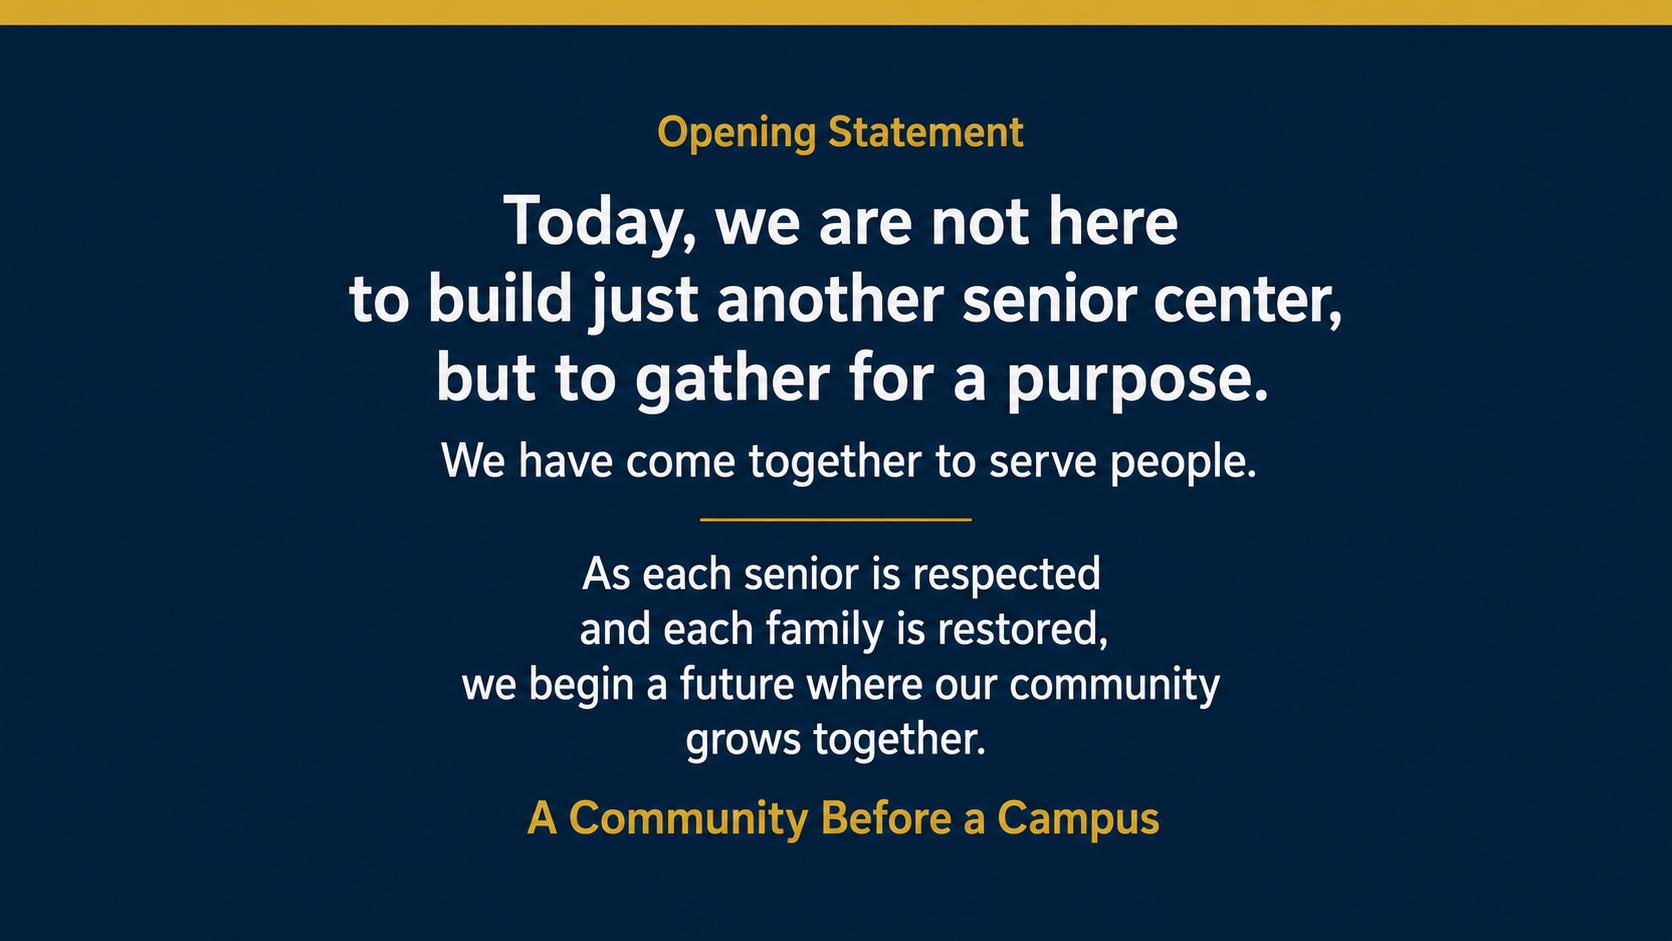 Opening Statement
Today, we are not here
to build just another senior center,
but to gather for a purpose.
We have come together to serve people.
As each senior is respected
and each family is restored,
we begin a future where our community
grows together.
A Community Before a Campus